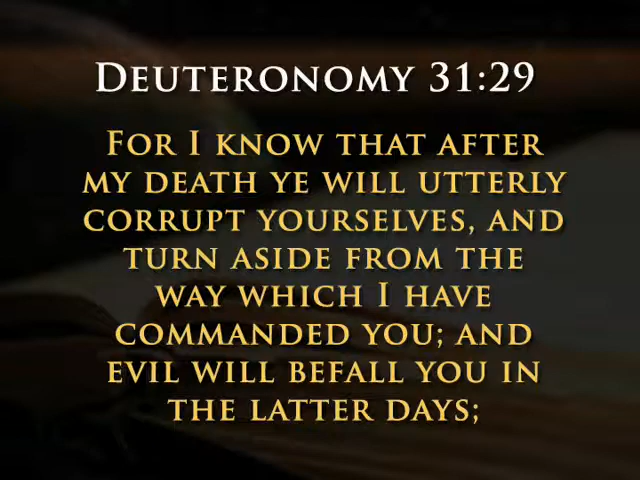 Deuteronomy 31:29
For I know that after
my death ye will utterly
corrupt yourselves, and
turn aside from the
way which I have
commanded you; and
evil will befall you in
the latter days;